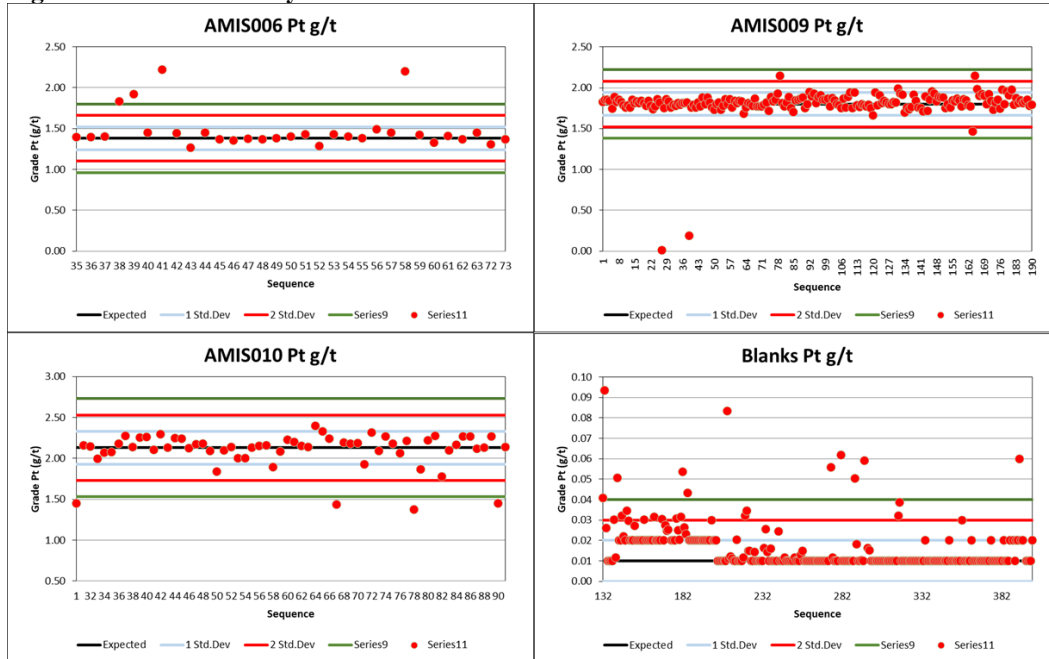 AMIS006 Pt g/t
2.50
2.00
1.50
1.00
0.50
0.00
Grade Pt (g/t)
35 36 37 38 39 40 41 42 43 44 45 46 47 48 49 50 51 52 53 54 55 56 57 58 59 60 61 62 63 72 73
Sequence
Expected 1 Std.Dev 2 Std.Dev Series9 Series11
AMIS009 Pt g/t
2.50
2.00
1.50
1.00
0.50
0.00
Grade Pt (g/t)
1 8 15 22 29 36 43 50 57 64 71 78 85 92 99 106 113 120 127 134 141 148 155 162 169 176 183 190
Sequence
Expected 1 Std.Dev 2 Std.Dev Series9 Series11
AMIS010 Pt g/t
3.00
2.50
2.00
1.50
1.00
0.50
Grade Pt (g/t)
1 32 34 36 38 40 42 44 46 48 50 52 54 56 58 60 62 64 66 68 70 72 74 76 78 80 82 84 86 88 90
Sequence
Expected 1 Std.Dev 2 Std.Dev Series9 Series11
Blanks Pt g/t
0.10
0.09
0.08
0.07
0.06
0.05
0.04
0.03
0.02
0.01
0.00
Grade Pt (g/t)
132 182 232 282 332 382
Sequence
Expected 1 Std.Dev 2 Std.Dev Series9 Series11